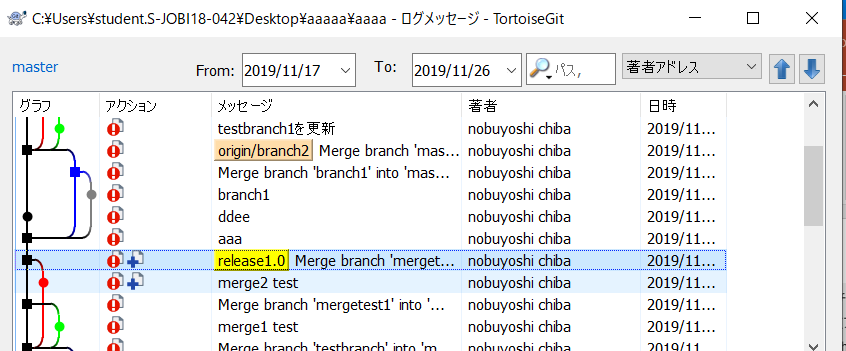 C:¥Users¥student.S-JOBI18-042¥Desktop¥aaaaa¥aaaa - ログメッセージ - TortoiseGit
master From: 2019/11/17 To: 2019/11/26 パス, 著者アドレス
グラフ アクション メッセージ 著者 日時
testbranch1を更新 nobuyoshi chiba 2019/11...
origin/branch2 Merge branch 'mas... nobuyoshi chiba 2019/11...
Merge branch 'branch1' into 'mas... nobuyoshi chiba 2019/11...
branch1 nobuyoshi chiba 2019/11...
ddee nobuyoshi chiba 2019/11...
aaa nobuyoshi chiba 2019/11...
release1.0 Merge branch 'merget... nobuyoshi chiba 2019/11...
merge2 test nobuyoshi chiba 2019/11...
Merge branch 'mergetest1' into '... nobuyoshi chiba 2019/11...
merge1 test nobuyoshi chiba 2019/11...
Merge branch 'testbranch' into 'm... nobuyoshi chiba 2019/11...